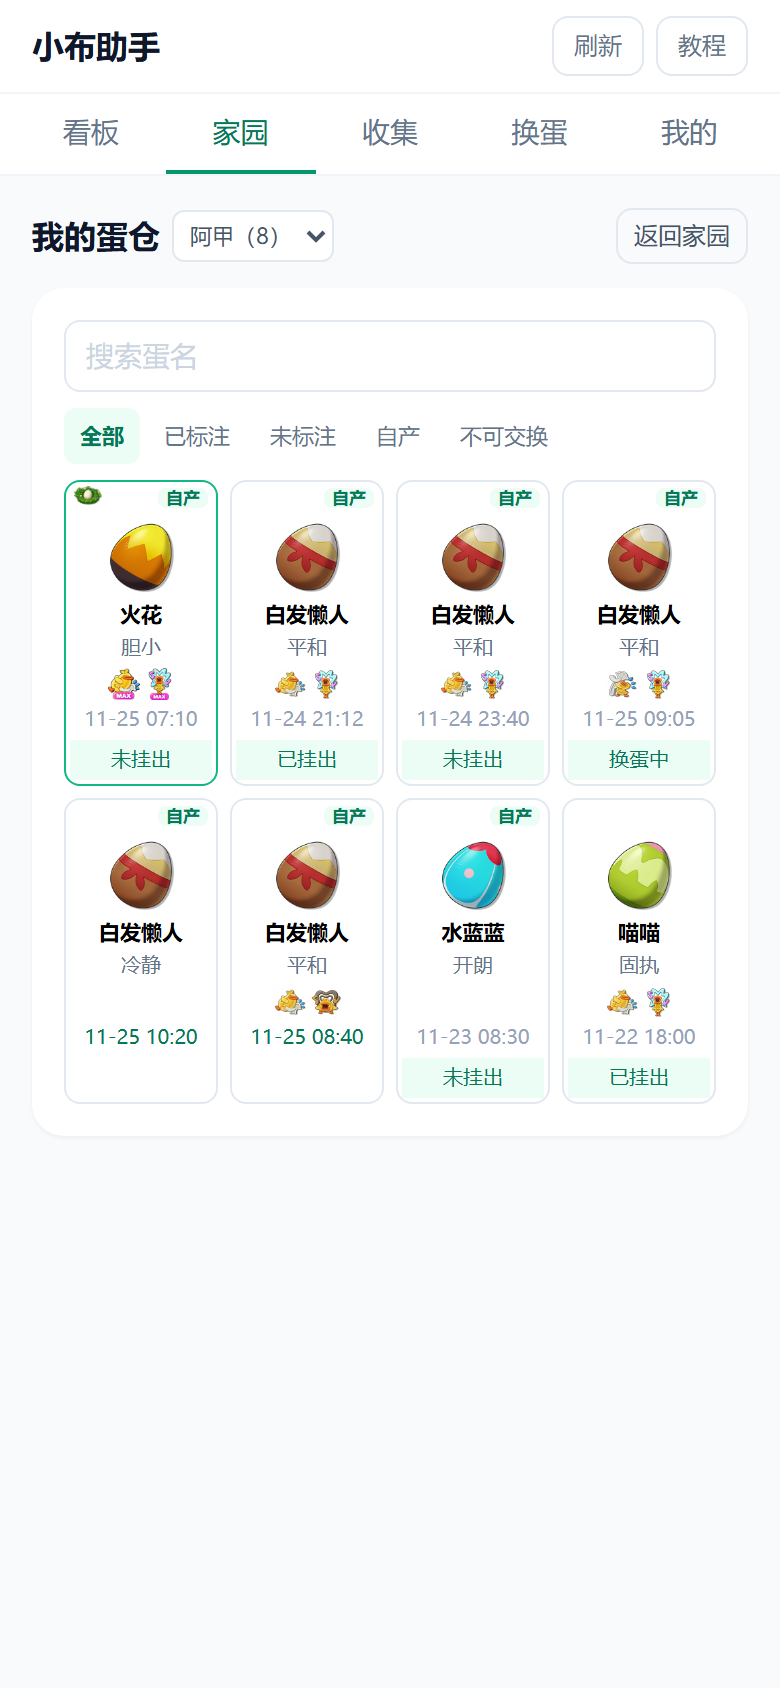 小布助手
刷新
教程
看板
家园
收集
换蛋
我的
我的蛋仓
阿甲（8）
返回家园
搜索蛋名
全部
已标注
未标注
自产
不可交换
自产
火花
胆小
MAX MAX
11-25 07:10
未挂出
自产
白发懒人
平和
11-24 21:12
已挂出
自产
白发懒人
平和
11-24 23:40
未挂出
自产
白发懒人
平和
11-25 09:05
换蛋中
自产
白发懒人
冷静
11-25 10:20
自产
白发懒人
平和
11-25 08:40
自产
水蓝蓝
开朗
11-23 08:30
未挂出
喵喵
固执
11-22 18:00
已挂出